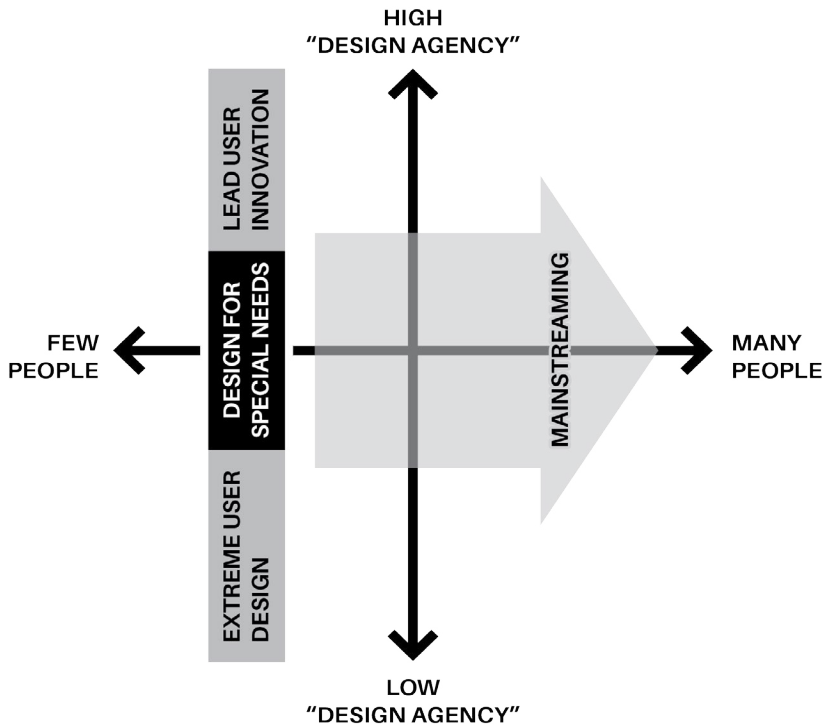 HIGH
“DESIGN AGENCY”
LEAD USER
INNOVATION
DESIGN FOR
SPECIAL NEEDS
EXTREME USER
DESIGN
FEW
PEOPLE
MAINSTREAMING
MANY
PEOPLE
LOW
“DESIGN AGENCY”